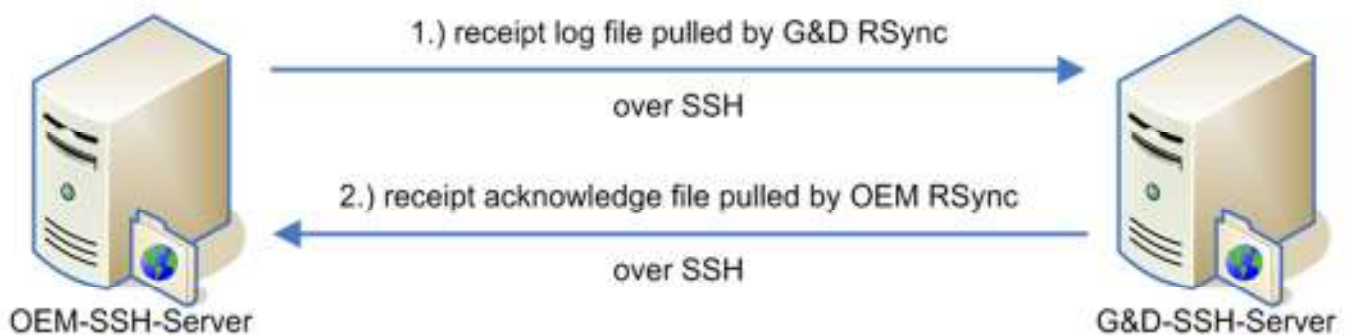 1.) receipt log file pulled by G&D RSync
over SSH
2.) receipt acknowledge file pulled by OEM RSync
over SSH
OEM-SSH-Server
G&D-SSH-Server